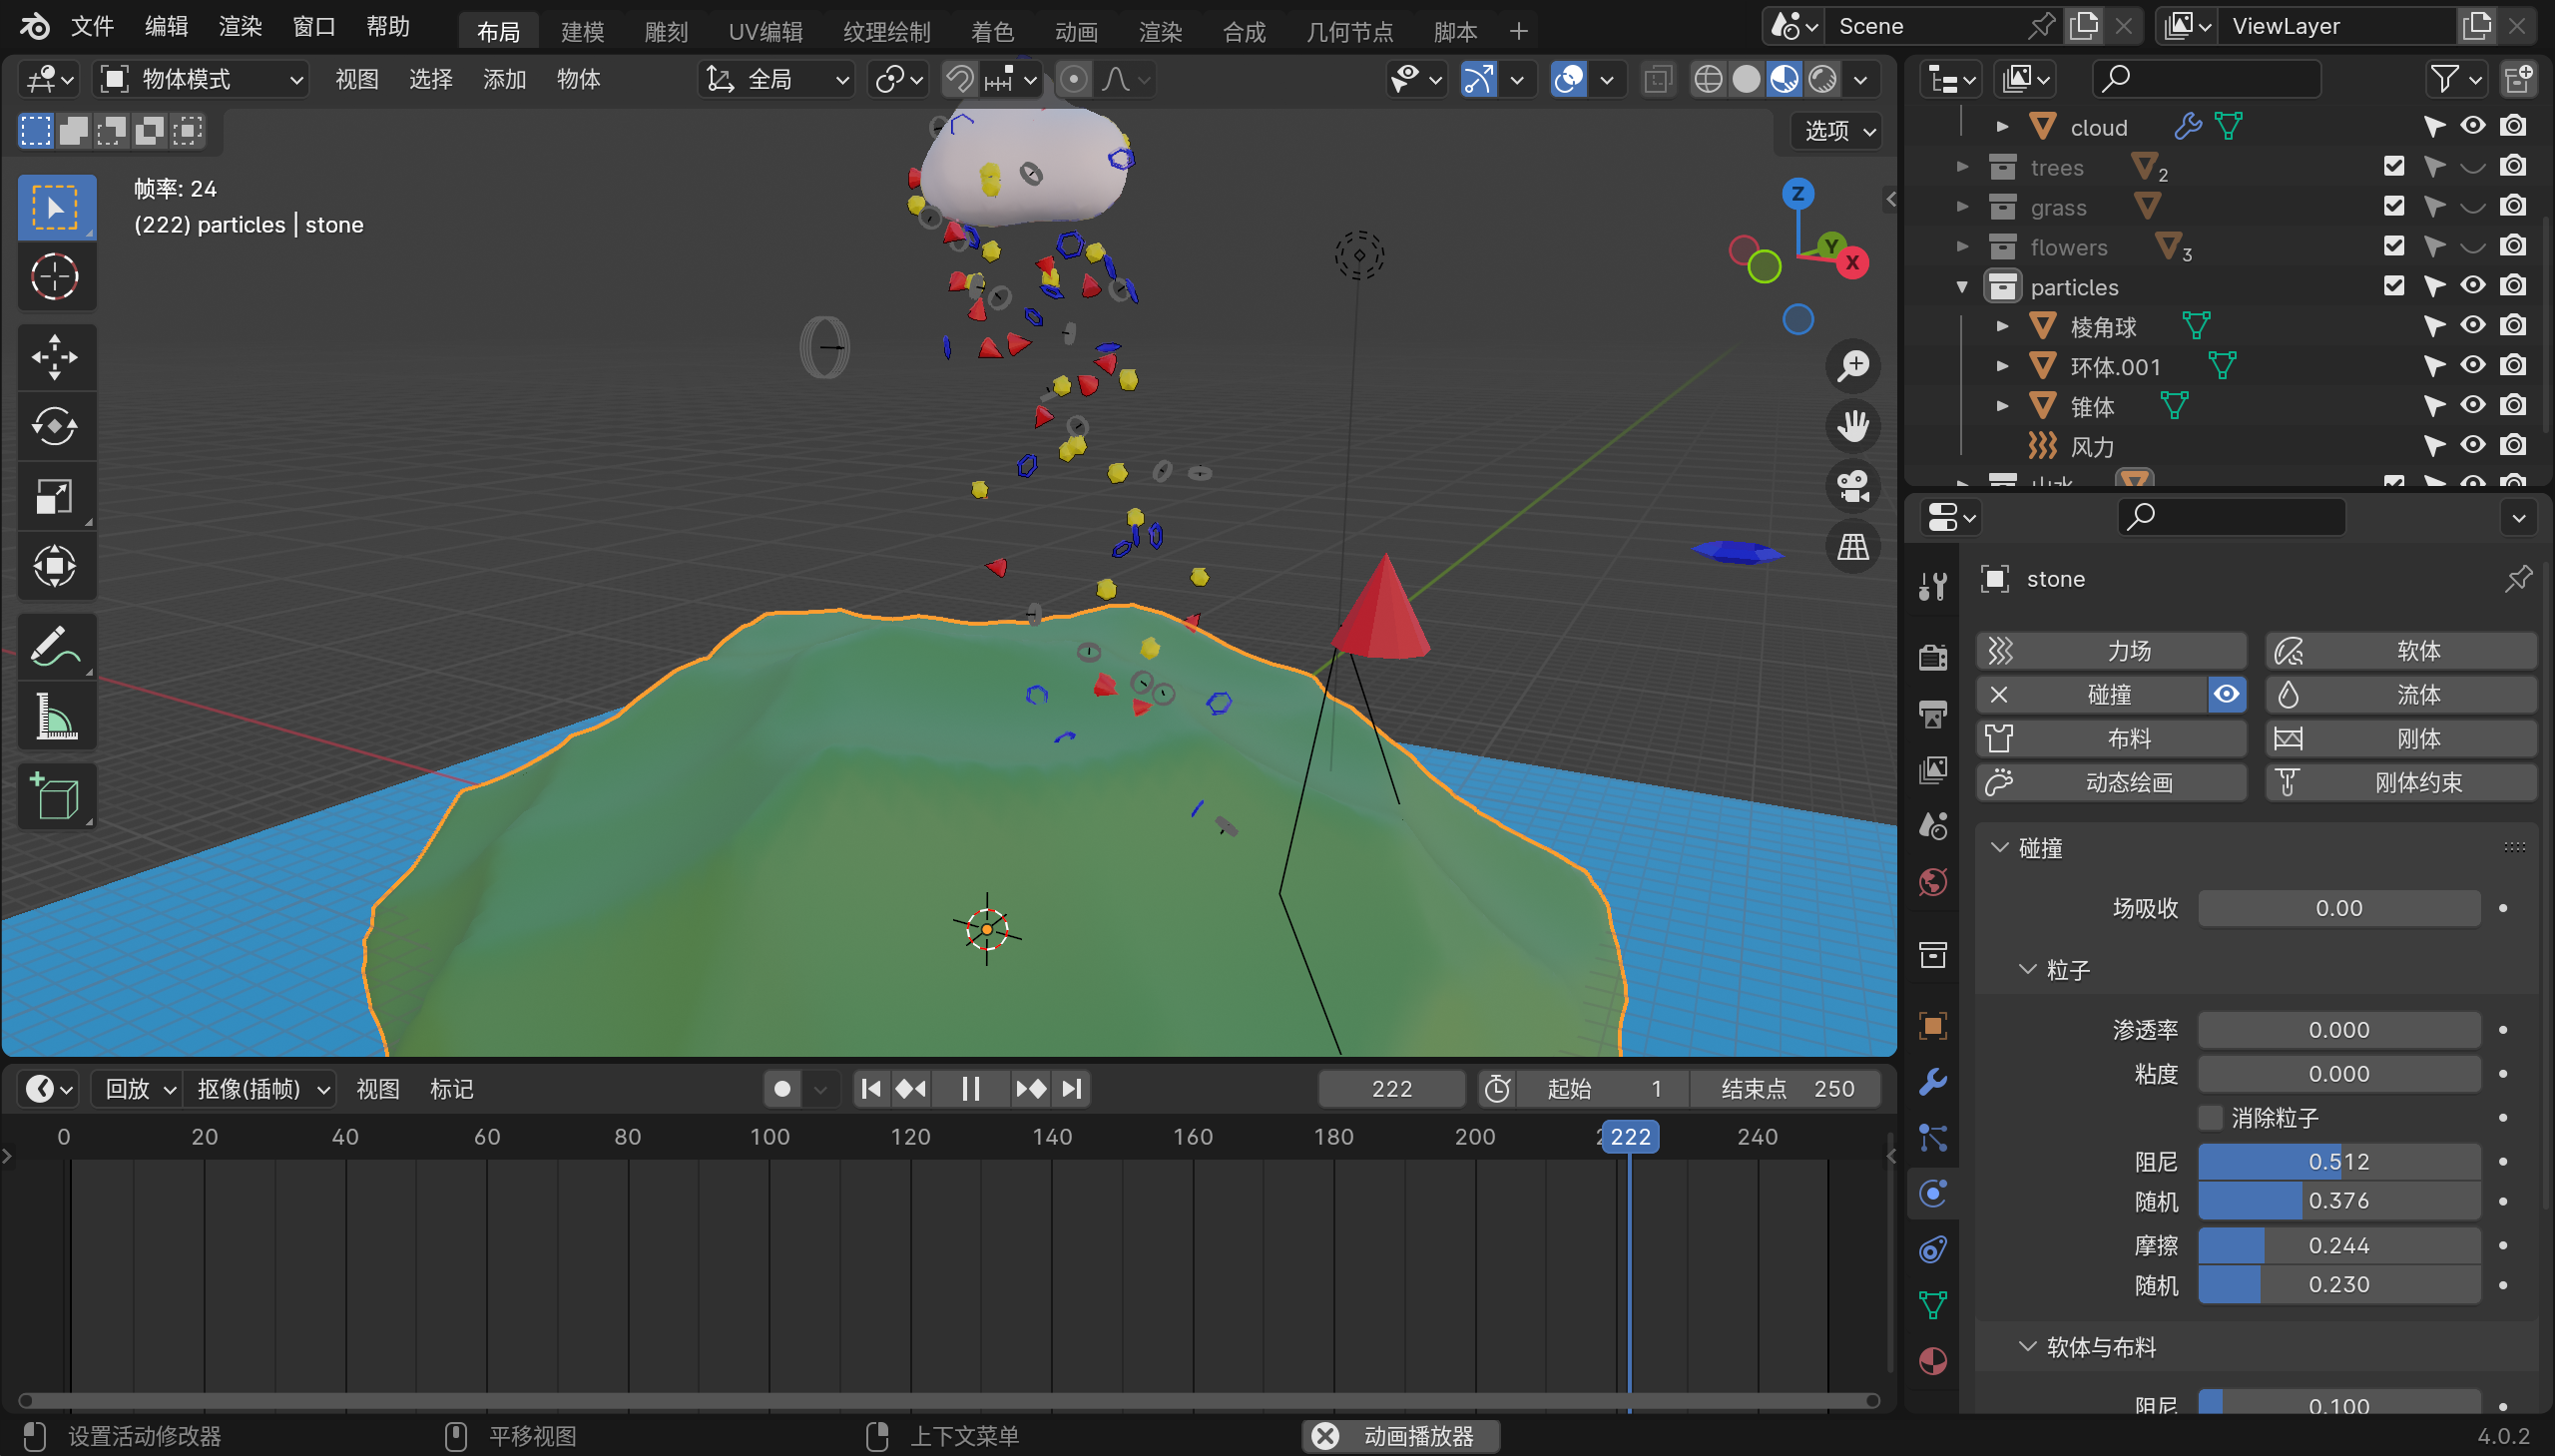 文件 编辑 渲染 窗口 帮助 布局 建模 雕刻 UV编辑 纹理绘制 着色 动画 渲染 合成 几何节点 脚本 + Scene ViewLayer
物体模式 视图 选择 添加 物体 全局
选项
帧率: 24
(222) particles | stone
Z
Y
X
cloud
trees 2
grass
flowers 3
particles
棱角球
环体.001
锥体
风力
stone
力场 软体
碰撞 流体
布料 刚体
动态绘画 刚体约束
碰撞
场吸收 0.00
粒子
渗透率 0.000
粘度 0.000
消除粒子
阻尼 0.512
随机 0.376
摩擦 0.244
随机 0.230
软体与布料
阻尼 0.100
回放 抠像(插帧) 视图 标记 222 起始 1 结束点 250
0 20 40 60 80 100 120 140 160 180 200 222 240
设置活动修改器 平移视图 上下文菜单 动画播放器 4.0.2